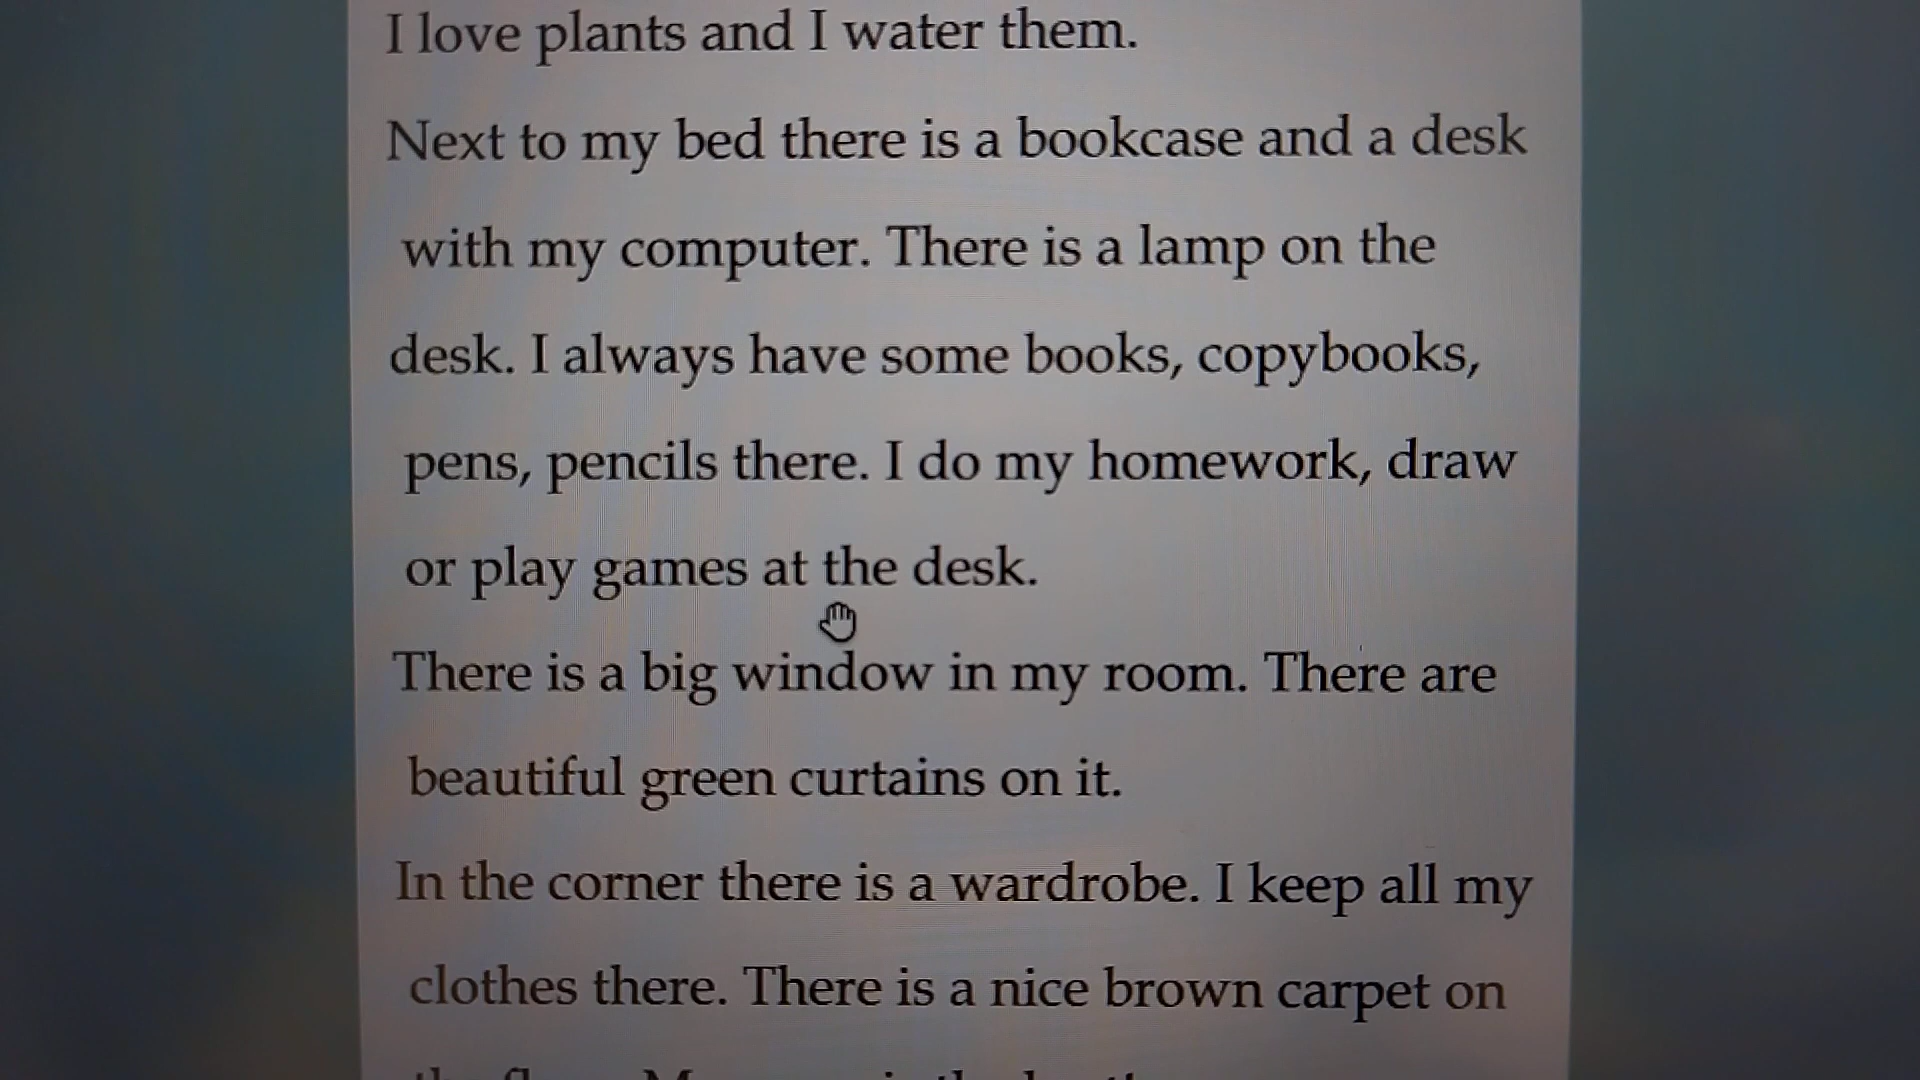 I love plants and I water them.
Next to my bed there is a bookcase and a desk
with my computer. There is a lamp on the
desk. I always have some books, copybooks,
pens, pencils there. I do my homework, draw
or play games at the desk.
There is a big window in my room. There are
beautiful green curtains on it.
In the corner there is a wardrobe. I keep all my
clothes there. There is a nice brown carpet on